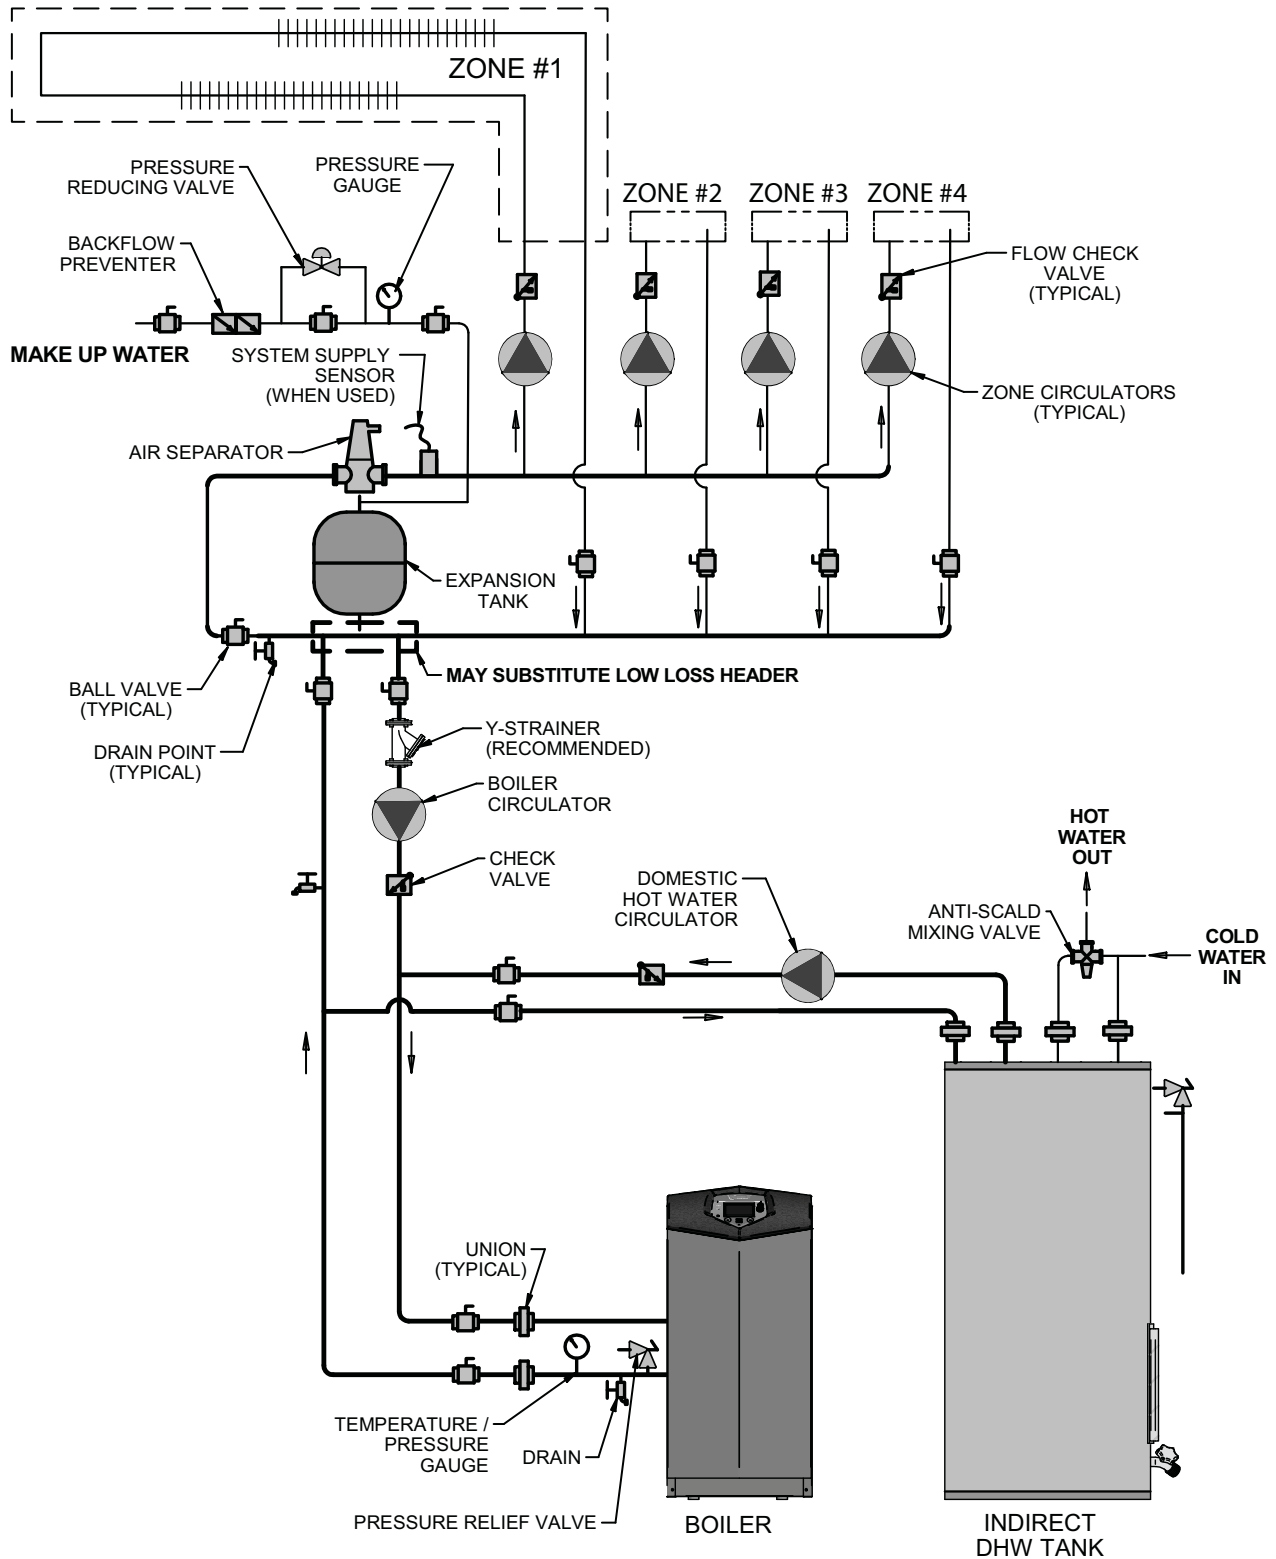 ZONE #1
PRESSURE
REDUCING VALVE
PRESSURE
GAUGE
ZONE #2
ZONE #3
ZONE #4
BACKFLOW
PREVENTER
FLOW CHECK
VALVE
(TYPICAL)
MAKE UP WATER
SYSTEM SUPPLY
SENSOR
(WHEN USED)
ZONE CIRCULATORS
(TYPICAL)
AIR SEPARATOR
EXPANSION
TANK
MAY SUBSTITUTE LOW LOSS HEADER
BALL VALVE
(TYPICAL)
DRAIN POINT
(TYPICAL)
Y-STRAINER
(RECOMMENDED)
BOILER
CIRCULATOR
CHECK
VALVE
DOMESTIC
HOT WATER
CIRCULATOR
HOT
WATER
OUT
ANTI-SCALD
MIXING VALVE
COLD
WATER
IN
UNION
(TYPICAL)
TEMPERATURE /
PRESSURE
GAUGE
DRAIN
PRESSURE RELIEF VALVE
BOILER
INDIRECT
DHW TANK